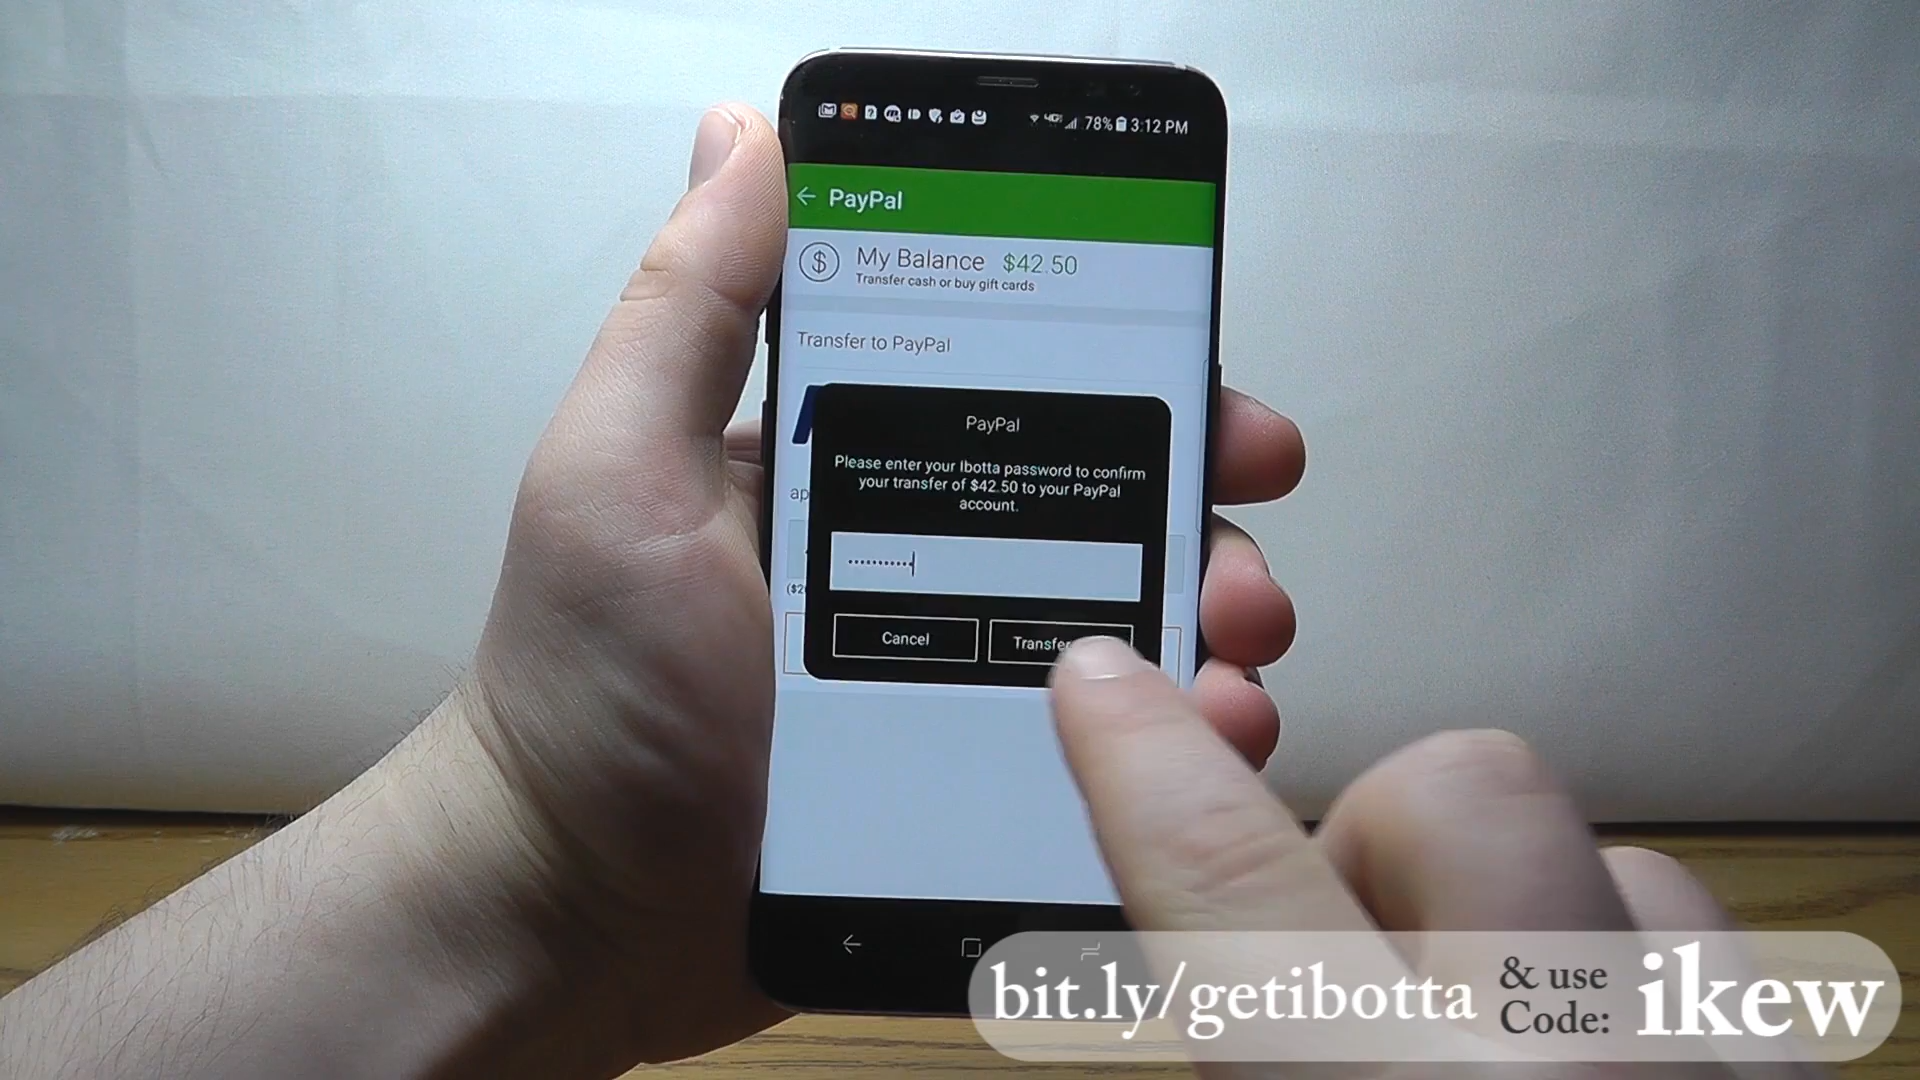 78% 3:12 PM
PayPal
My Balance $42.50
Transfer cash or buy gift cards
Transfer to PayPal
PayPal
Please enter your Ibotta password to confirm
your transfer of $42.50 to your PayPal
account.
Cancel
Transfer
bit.ly/getibotta
& use
Code:
ikew